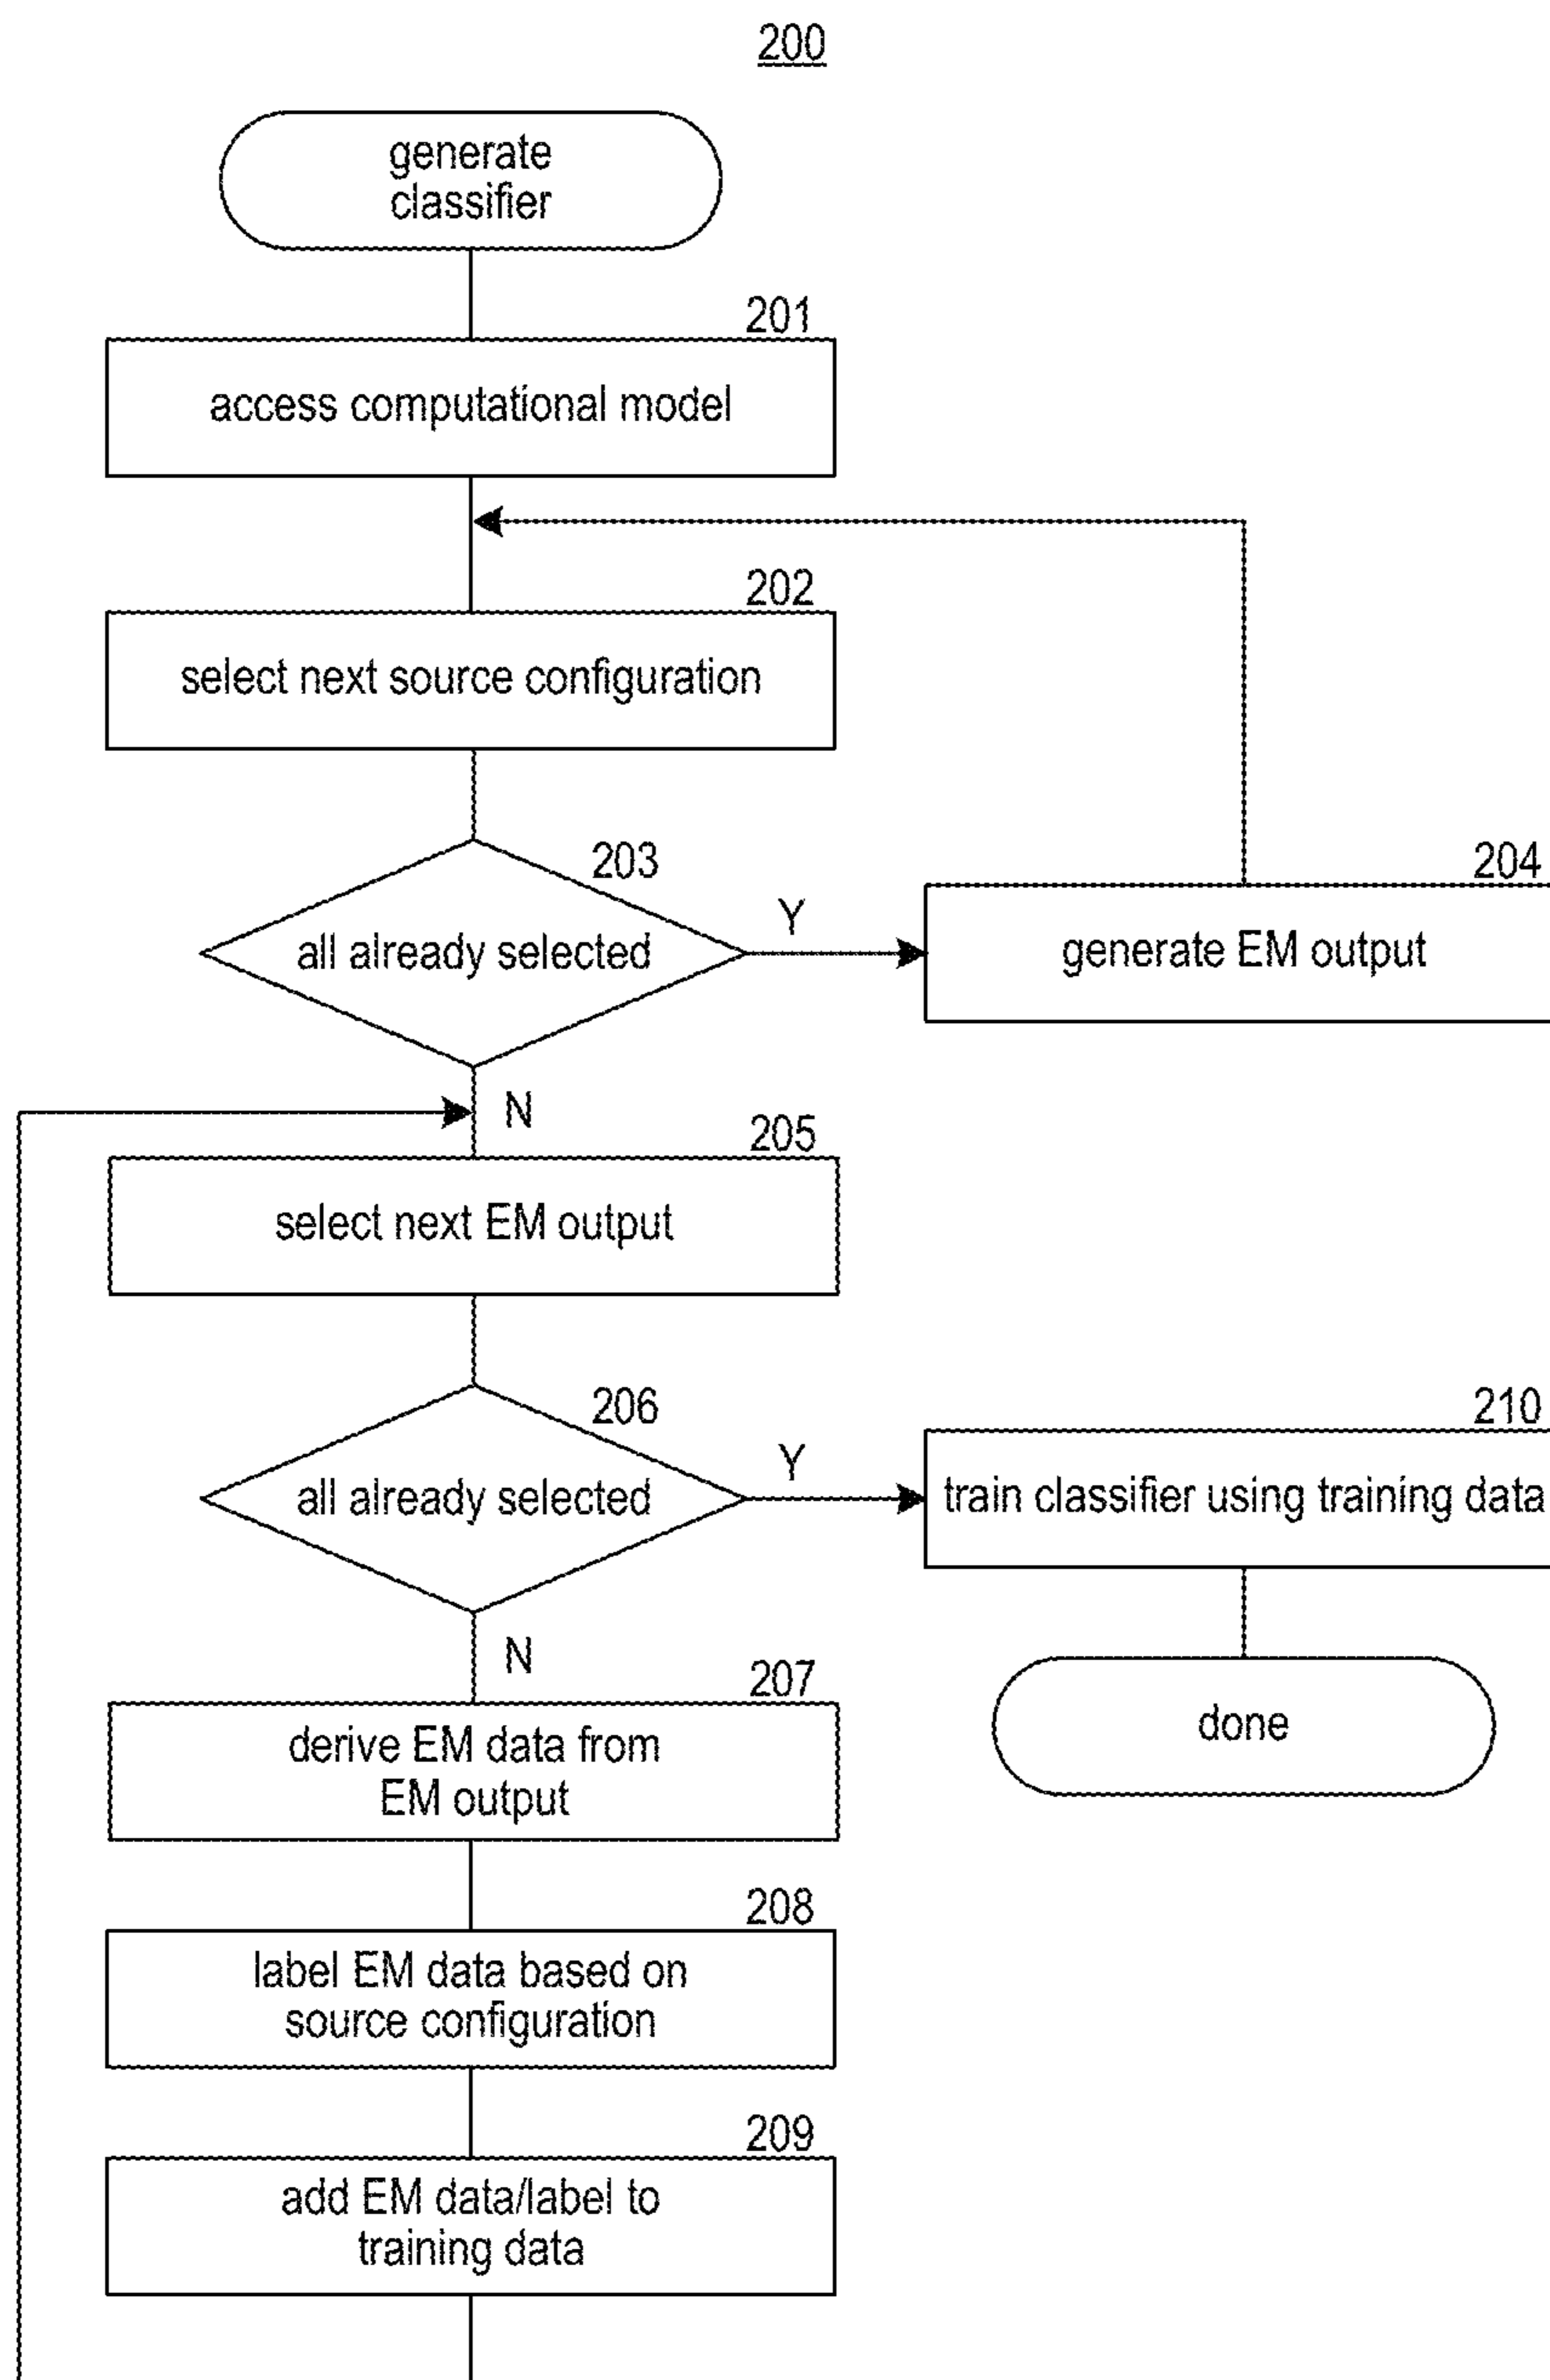 200
generate
classifier
201
access computational model
202
select next source configuration
203
all already selected
Y
204
generate EM output
N
205
select next EM output
206
all already selected
Y
210
train classifier using training data
N
207
derive EM data from
EM output
done
208
label EM data based on
source configuration
209
add EM data/label to
training data